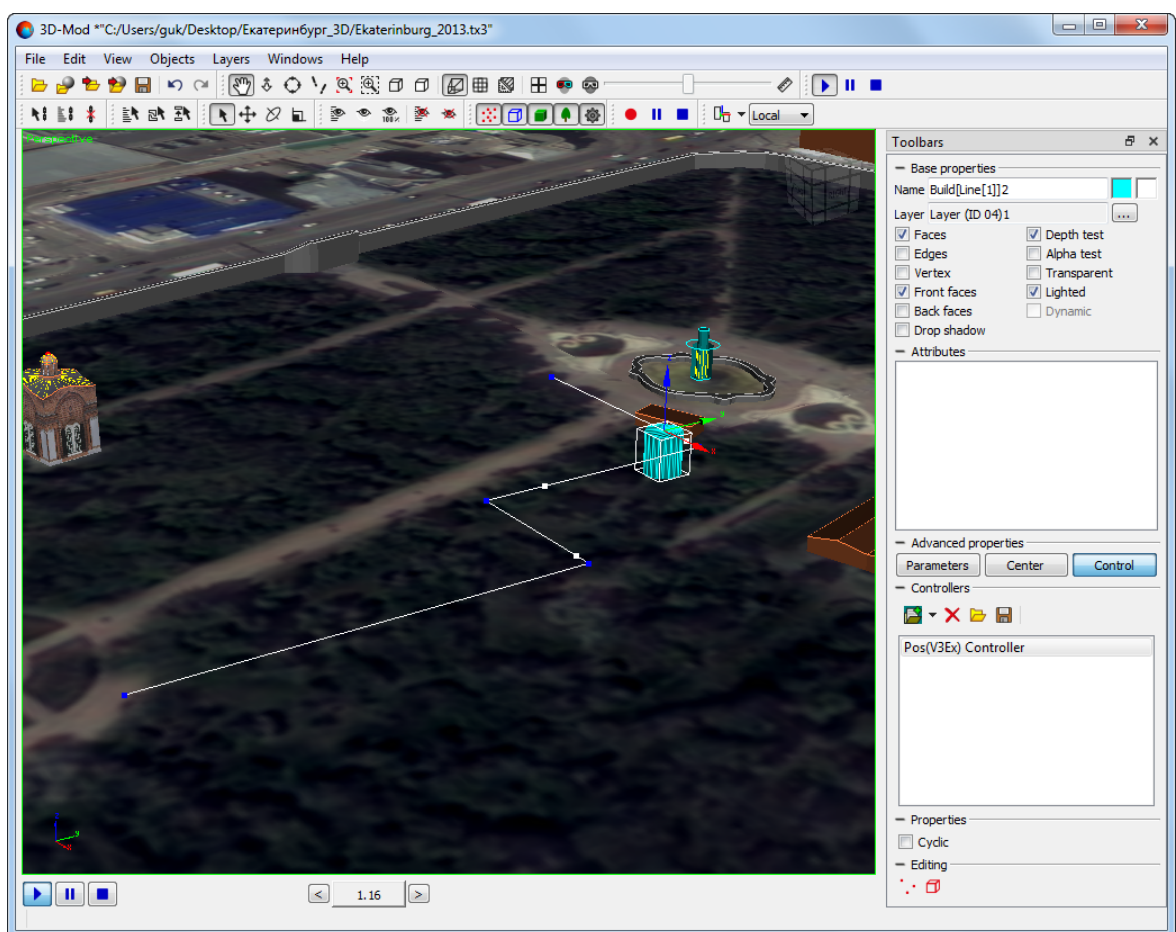 3D-Mod *"C:/Users/guk/Desktop/Екатеринбург_3D/Ekaterinburg_2013.tx3"
File Edit View Objects Layers Windows Help
100%
Local
Perspective
Toolbars
Base properties
Name Build[Line[1]]2
Layer Layer (ID 04)1 ...
Faces Depth test
Edges Alpha test
Vertex Transparent
Front faces Lighted
Back faces Dynamic
Drop shadow
Attributes
Advanced properties
Parameters Center Control
Controllers
Pos(V3Ex) Controller
Properties
Cyclic
Editing
z
y
x
z
y
x
< 1.16 >